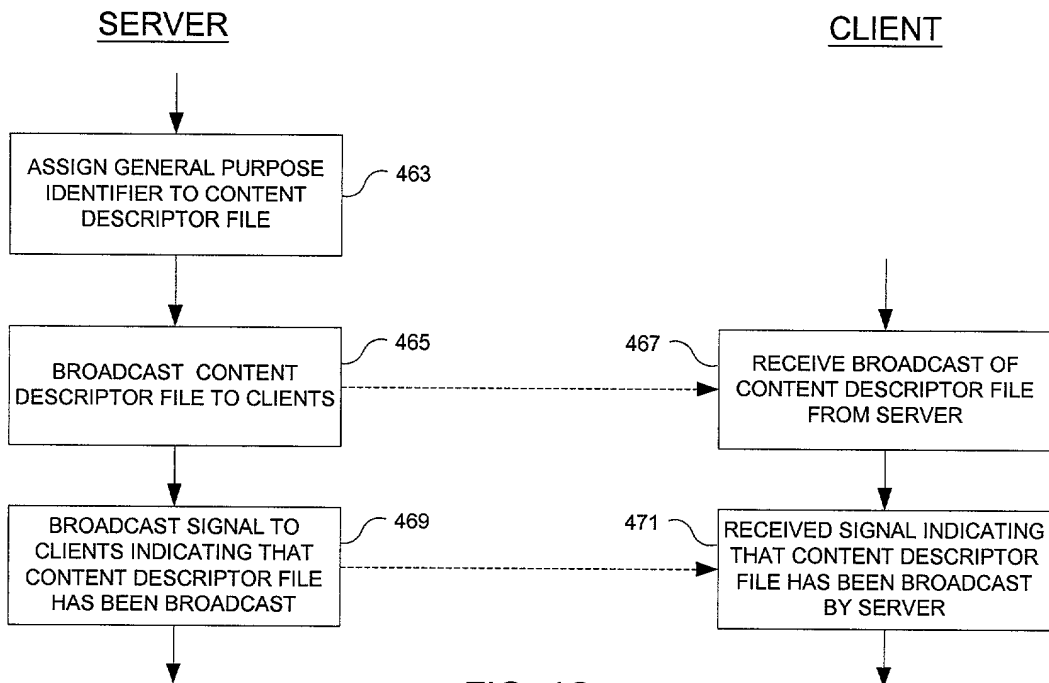 SERVER
CLIENT
ASSIGN GENERAL PURPOSE
IDENTIFIER TO CONTENT
DESCRIPTOR FILE
463
BROADCAST CONTENT
DESCRIPTOR FILE TO CLIENTS
465
467
RECEIVE BROADCAST OF
CONTENT DESCRIPTOR FILE
FROM SERVER
BROADCAST SIGNAL TO
CLIENTS INDICATING THAT
CONTENT DESCRIPTOR FILE
HAS BEEN BROADCAST
469
471
RECEIVED SIGNAL INDICATING
THAT CONTENT DESCRIPTOR
FILE HAS BEEN BROADCAST
BY SERVER